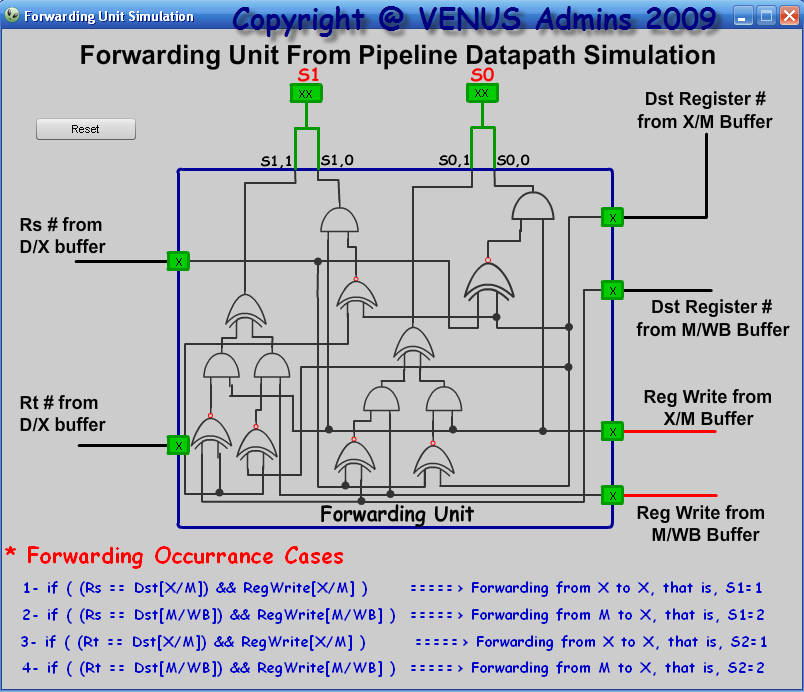 Forwarding Unit Simulation
Copyright @ VENUS Admins 2009
Forwarding Unit From Pipeline Datapath Simulation
S1
S0
XX
XX
Reset
Dst Register #
from X/M Buffer
S1,1
S1,0
S0,1
S0,0
Rs # from
D/X buffer
X
X
X
Dst Register #
from M/WB Buffer
Rt # from
D/X buffer
Reg Write from
X/M Buffer
X
X
X
Reg Write from
M/WB Buffer
Forwarding Unit
* Forwarding Occurrance Cases
1- if ( (Rs == Dst[X/M]) && RegWrite[X/M] ) =====> Forwarding from X to X, that is, S1=1
2- if ( (Rs == Dst[M/WB]) && RegWrite[M/WB] ) =====> Forwarding from M to X, that is, S1=2
3- if ( (Rt == Dst[X/M]) && RegWrite[X/M] ) =====> Forwarding from X to X, that is, S2=1
4- if ( (Rt == Dst[M/WB]) && RegWrite[M/WB] ) =====> Forwarding from M to X, that is, S2=2